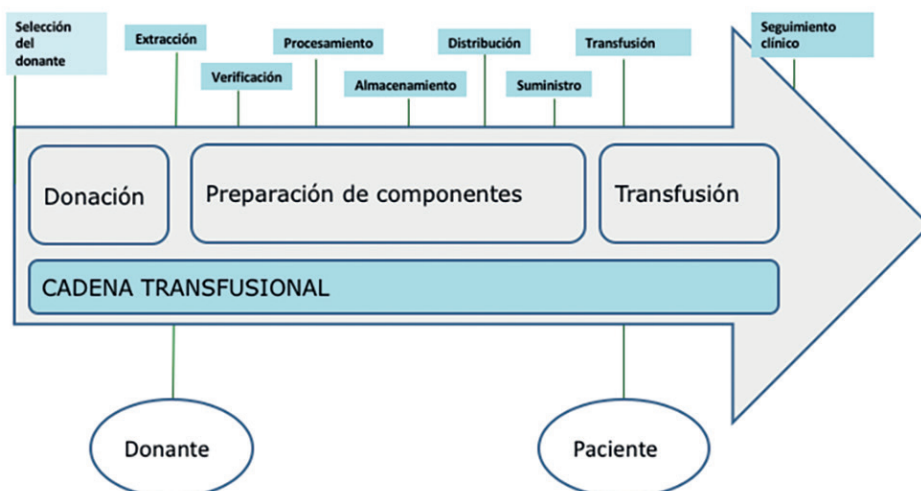 Selección
del
donante
Extracción
Verificación
Procesamiento
Almacenamiento
Distribución
Suministro
Transfusión
Seguimiento
clínico
Donación
Preparación de componentes
Transfusión
CADENA TRANSFUSIONAL
Donante
Paciente